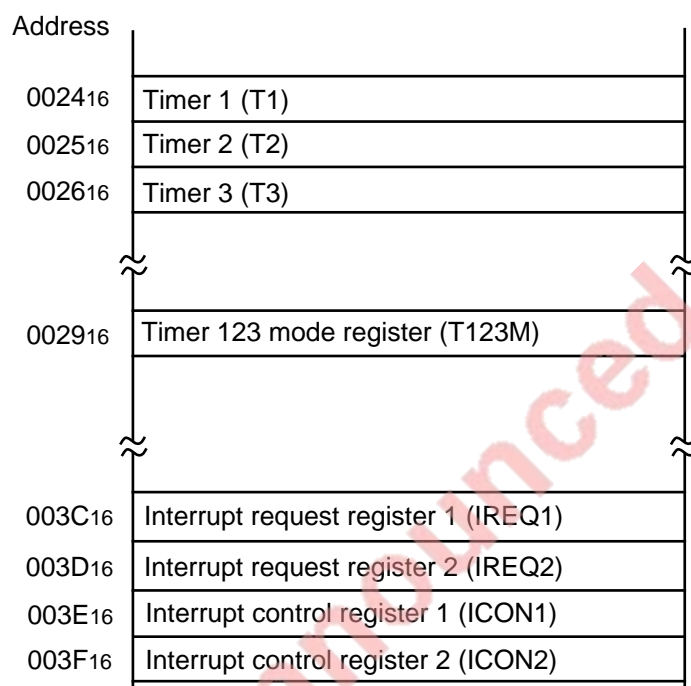 Address
0024₁₆ Timer 1 (T1)
0025₁₆ Timer 2 (T2)
0026₁₆ Timer 3 (T3)
0029₁₆ Timer 123 mode register (T123M)
003C₁₆ Interrupt request register 1 (IREQ1)
003D₁₆ Interrupt request register 2 (IREQ2)
003E₁₆ Interrupt control register 1 (ICON1)
003F₁₆ Interrupt control register 2 (ICON2)
nounced